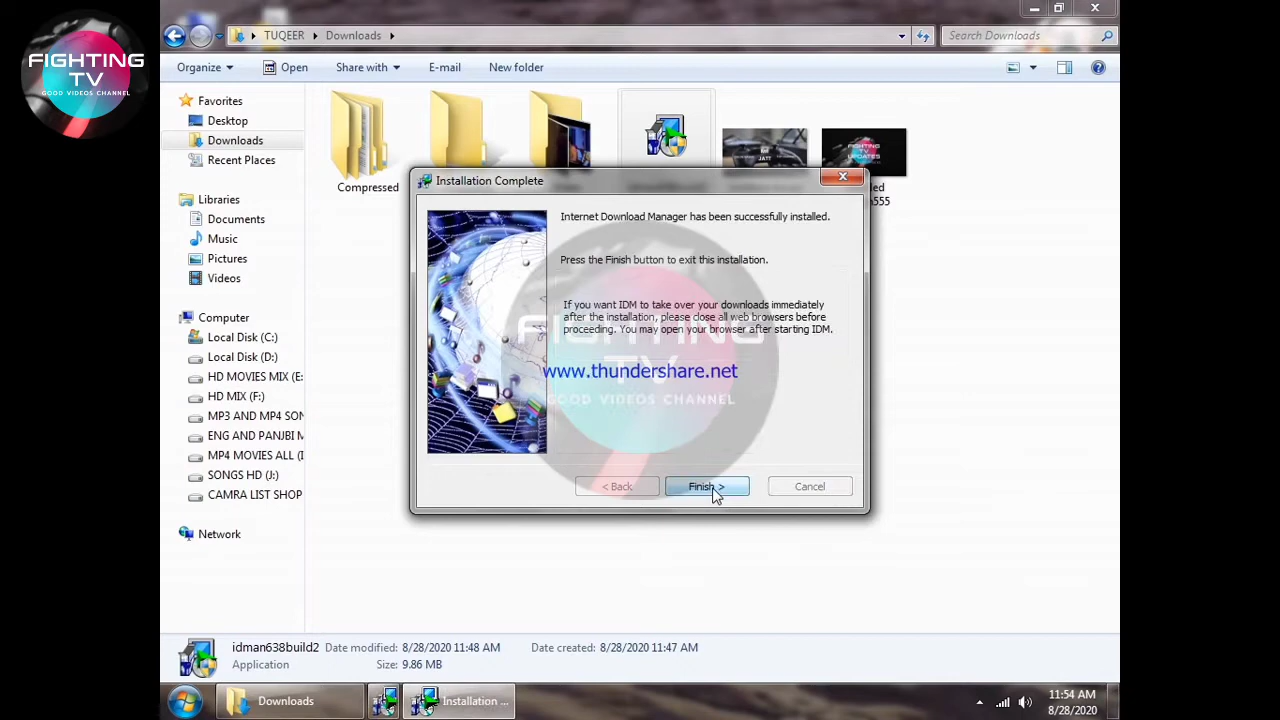 FIGHTING
TV
GOOD VIDEOS CHANNEL
TUQEER
Downloads
Search Downloads
Organize
Open
Share with
E-mail
New folder
Favorites
Desktop
Downloads
Recent Places
Libraries
Documents
Music
Pictures
Videos
Computer
Local Disk (C:)
Local Disk (D:)
HD MOVIES MIX (E:
HD MIX (F:)
MP3 AND MP4 SON
ENG AND PANJBI M
MP4 MOVIES ALL (I
SONGS HD (J:)
CAMRA LIST SHOP
Network
Compressed
JATT
FIGHTING
UPDATES
Installation Complete
Internet Download Manager has been successfully installed.
Press the Finish button to exit this installation.
If you want IDM to take over your downloads immediately
after the installation, please close all web browsers before
proceeding. You may open your browser after starting IDM.
FIGHTING
TV
GOOD VIDEOS CHANNEL
www.thundershare.net
< Back
Finish >
Cancel
idman638build2
Date modified: 8/28/2020 11:48 AM
Date created: 8/28/2020 11:47 AM
Application
Size: 9.86 MB
Downloads
Installation ...
11:54 AM
8/28/2020